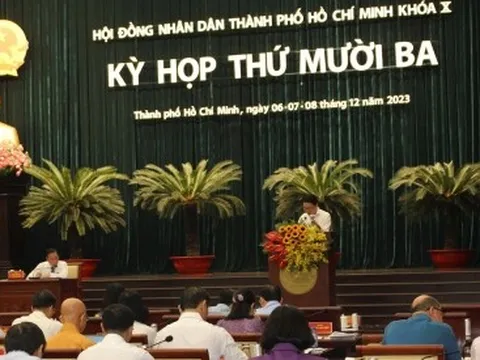 HỘI ĐỒNG NHÂN DÂN THÀNH PHỐ HỒ CHÍ MINH KHÓA X
KỲ HỌP THỨ MƯỜI BA
Thành phố Hồ Chí Minh, ngày 06-07-08 tháng 12 năm 2023